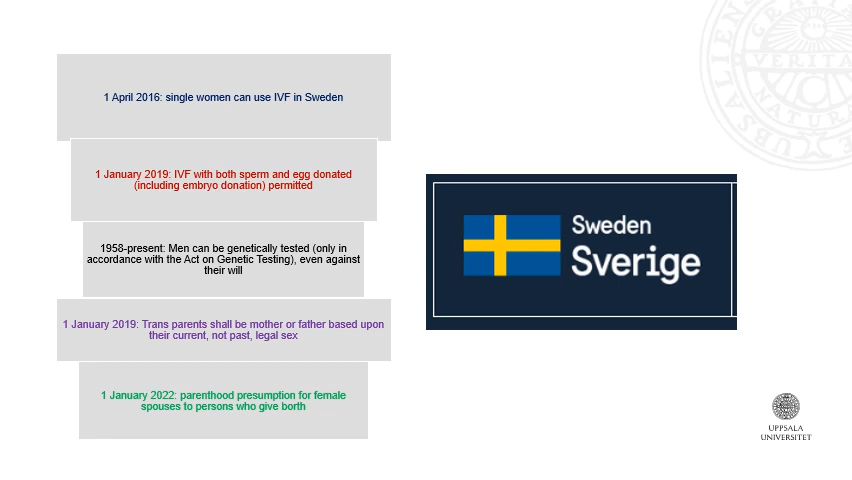 1 April 2016: single women can use IVF in Sweden
1 January 2019: IVF with both sperm and egg donated
(including embryo donation) permitted
1958-present: Men can be genetically tested (only in
accordance with the Act on Genetic Testing), even against
their will
1 January 2019: Trans parents shall be mother or father based upon
their current, not past, legal sex
1 January 2022: parenthood presumption for female
spouses to persons who give borth
Sweden
Sverige
VERITA
NATUR
UPPSALA
UNIVERSITET